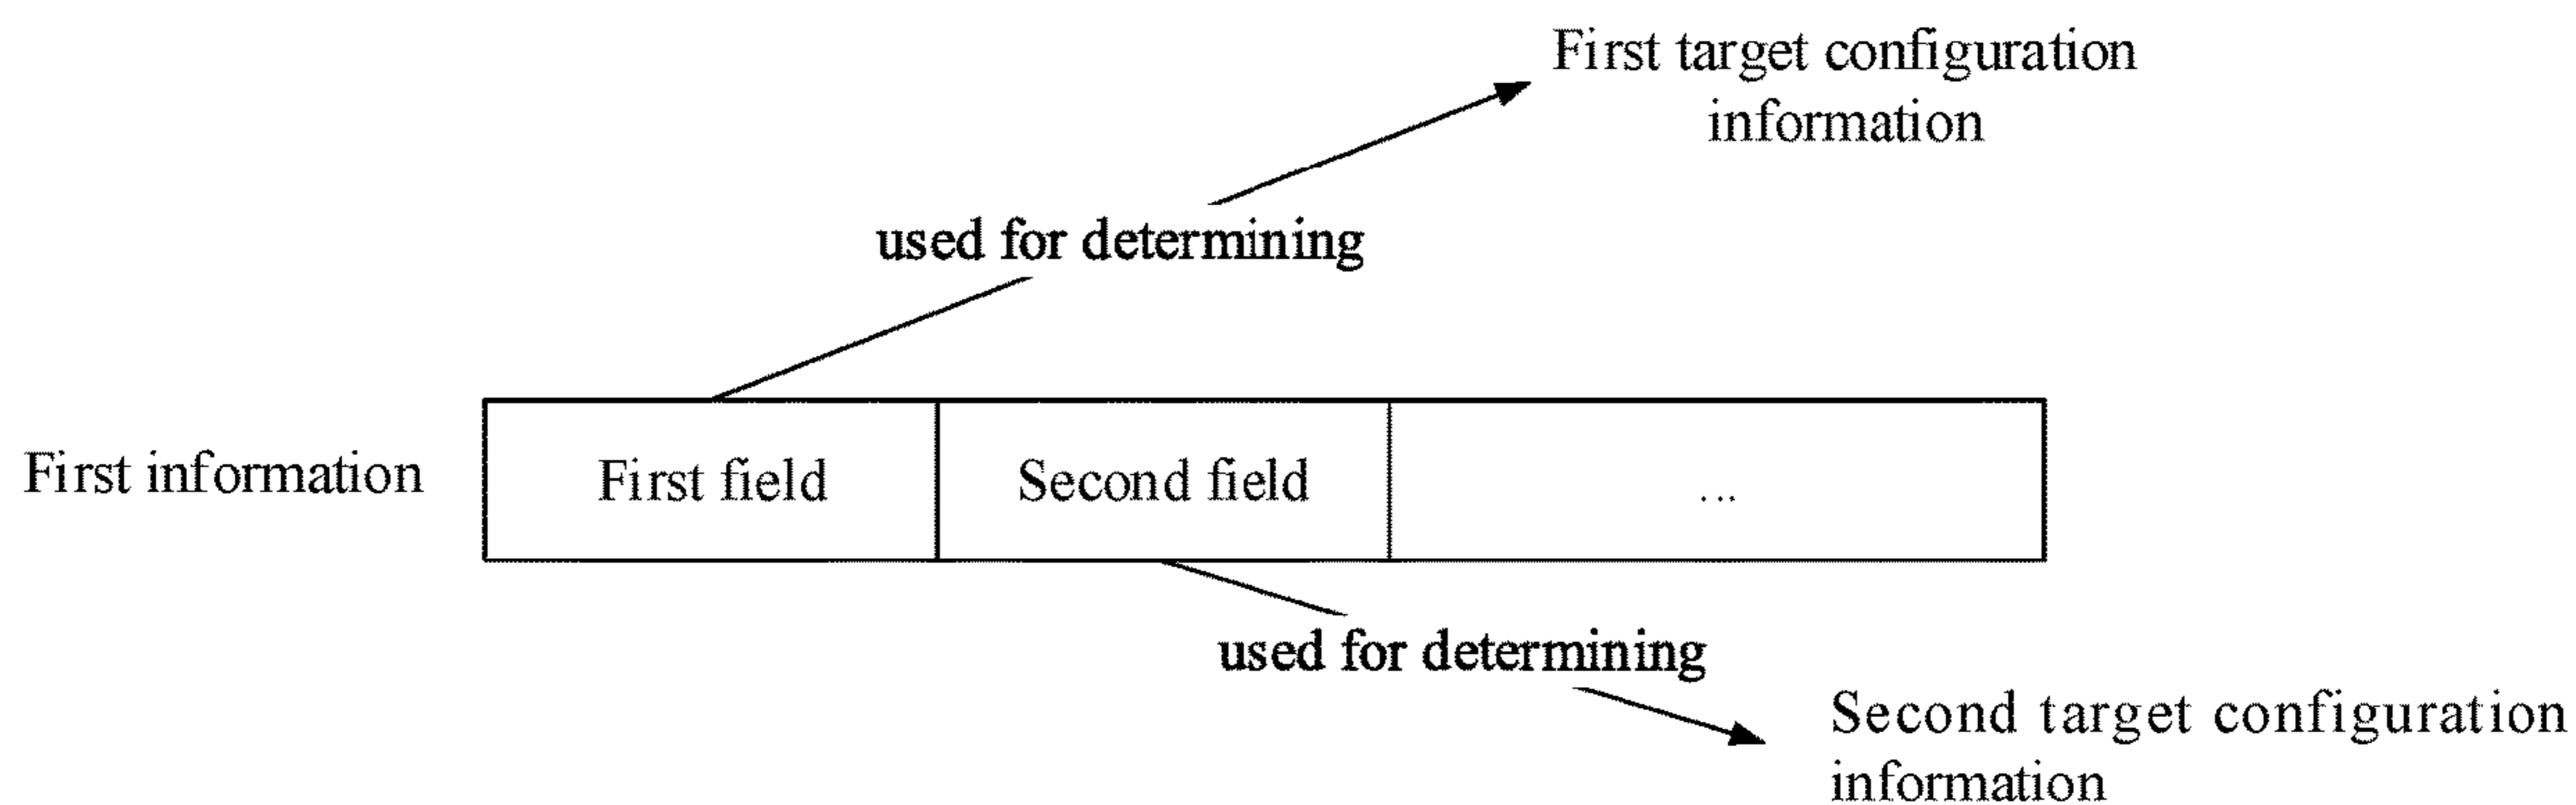 First target configuration
information
used for determining
First information
First field
Second field
...
used for determining
Second target configuration
information